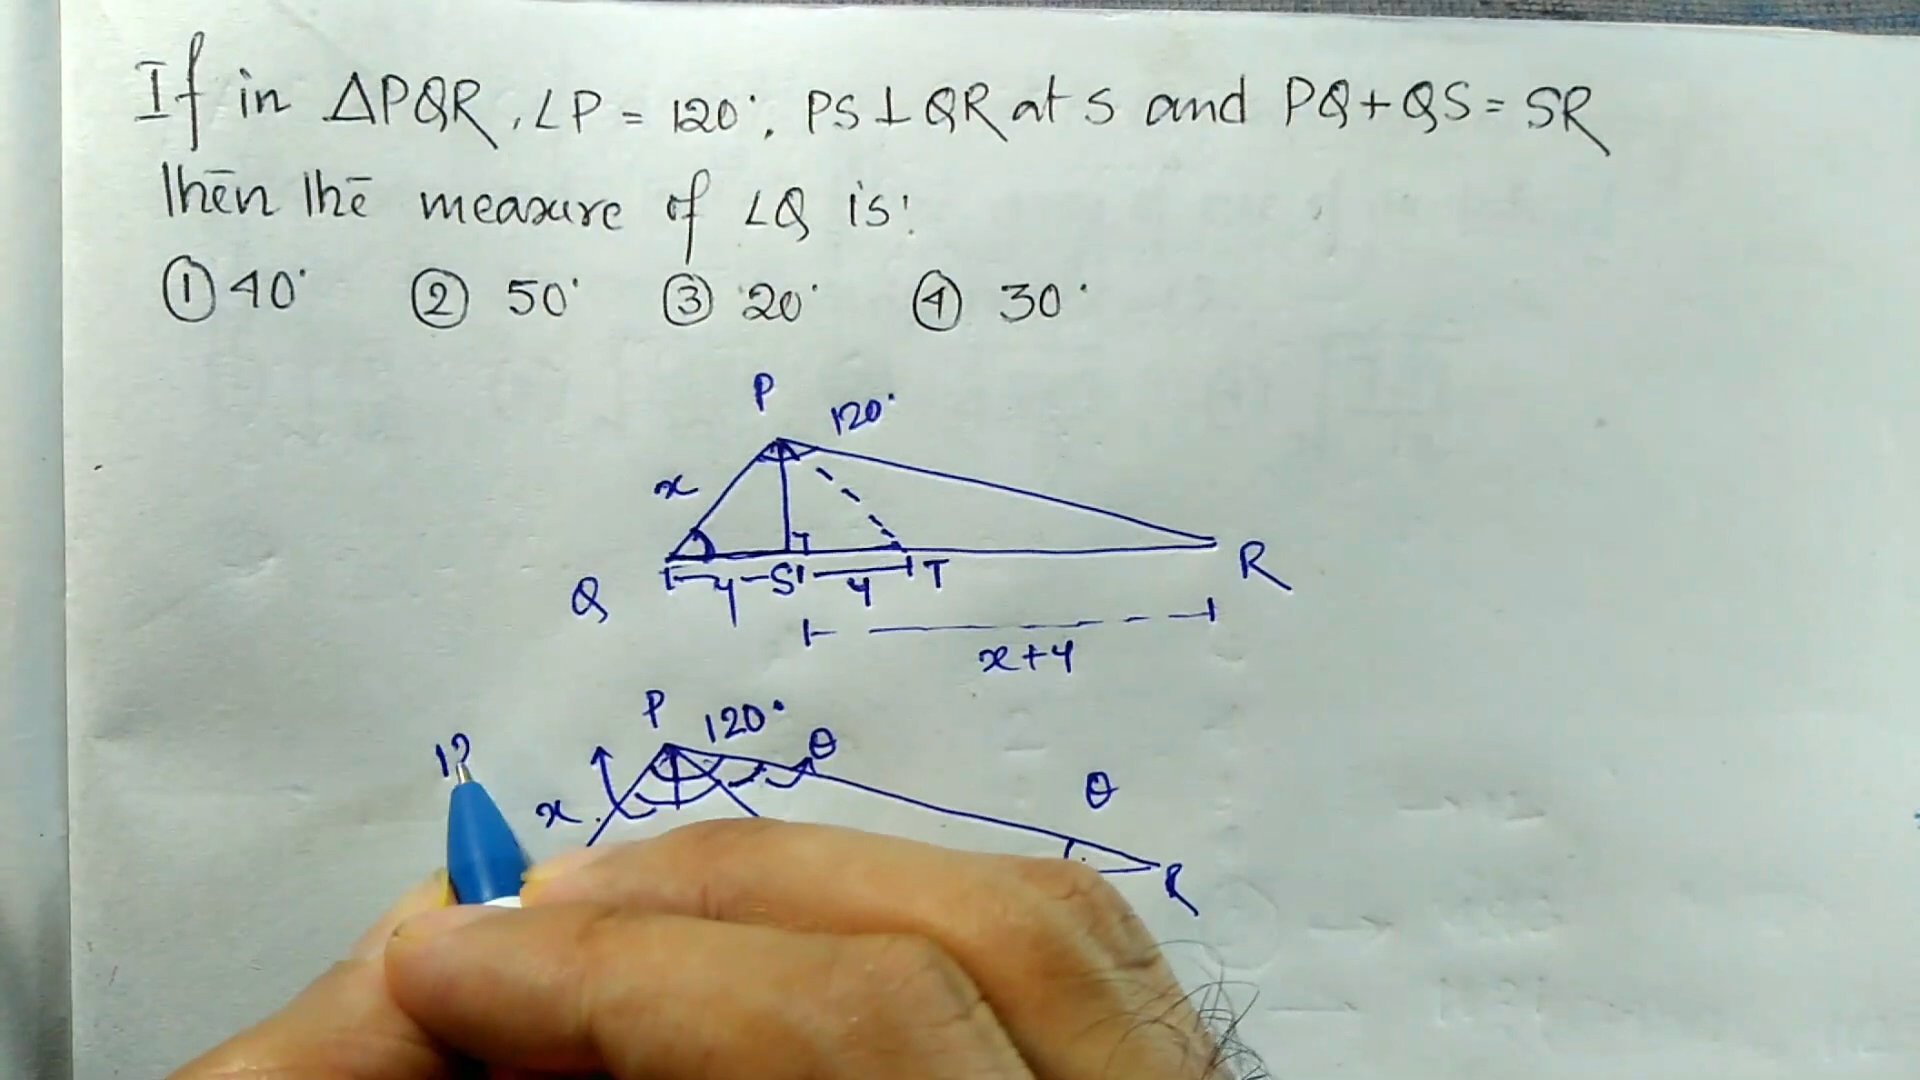 If in ΔPQR, ∠P = 120°, PS ⊥ QR at S and PQ + QS = SR
Then the measure of ∠Q is:
① 40° ② 50° ③ 20° ④ 30°
P
120°
x
Q
y S y T
R
x+y
P 120° θ
12
x
θ
R